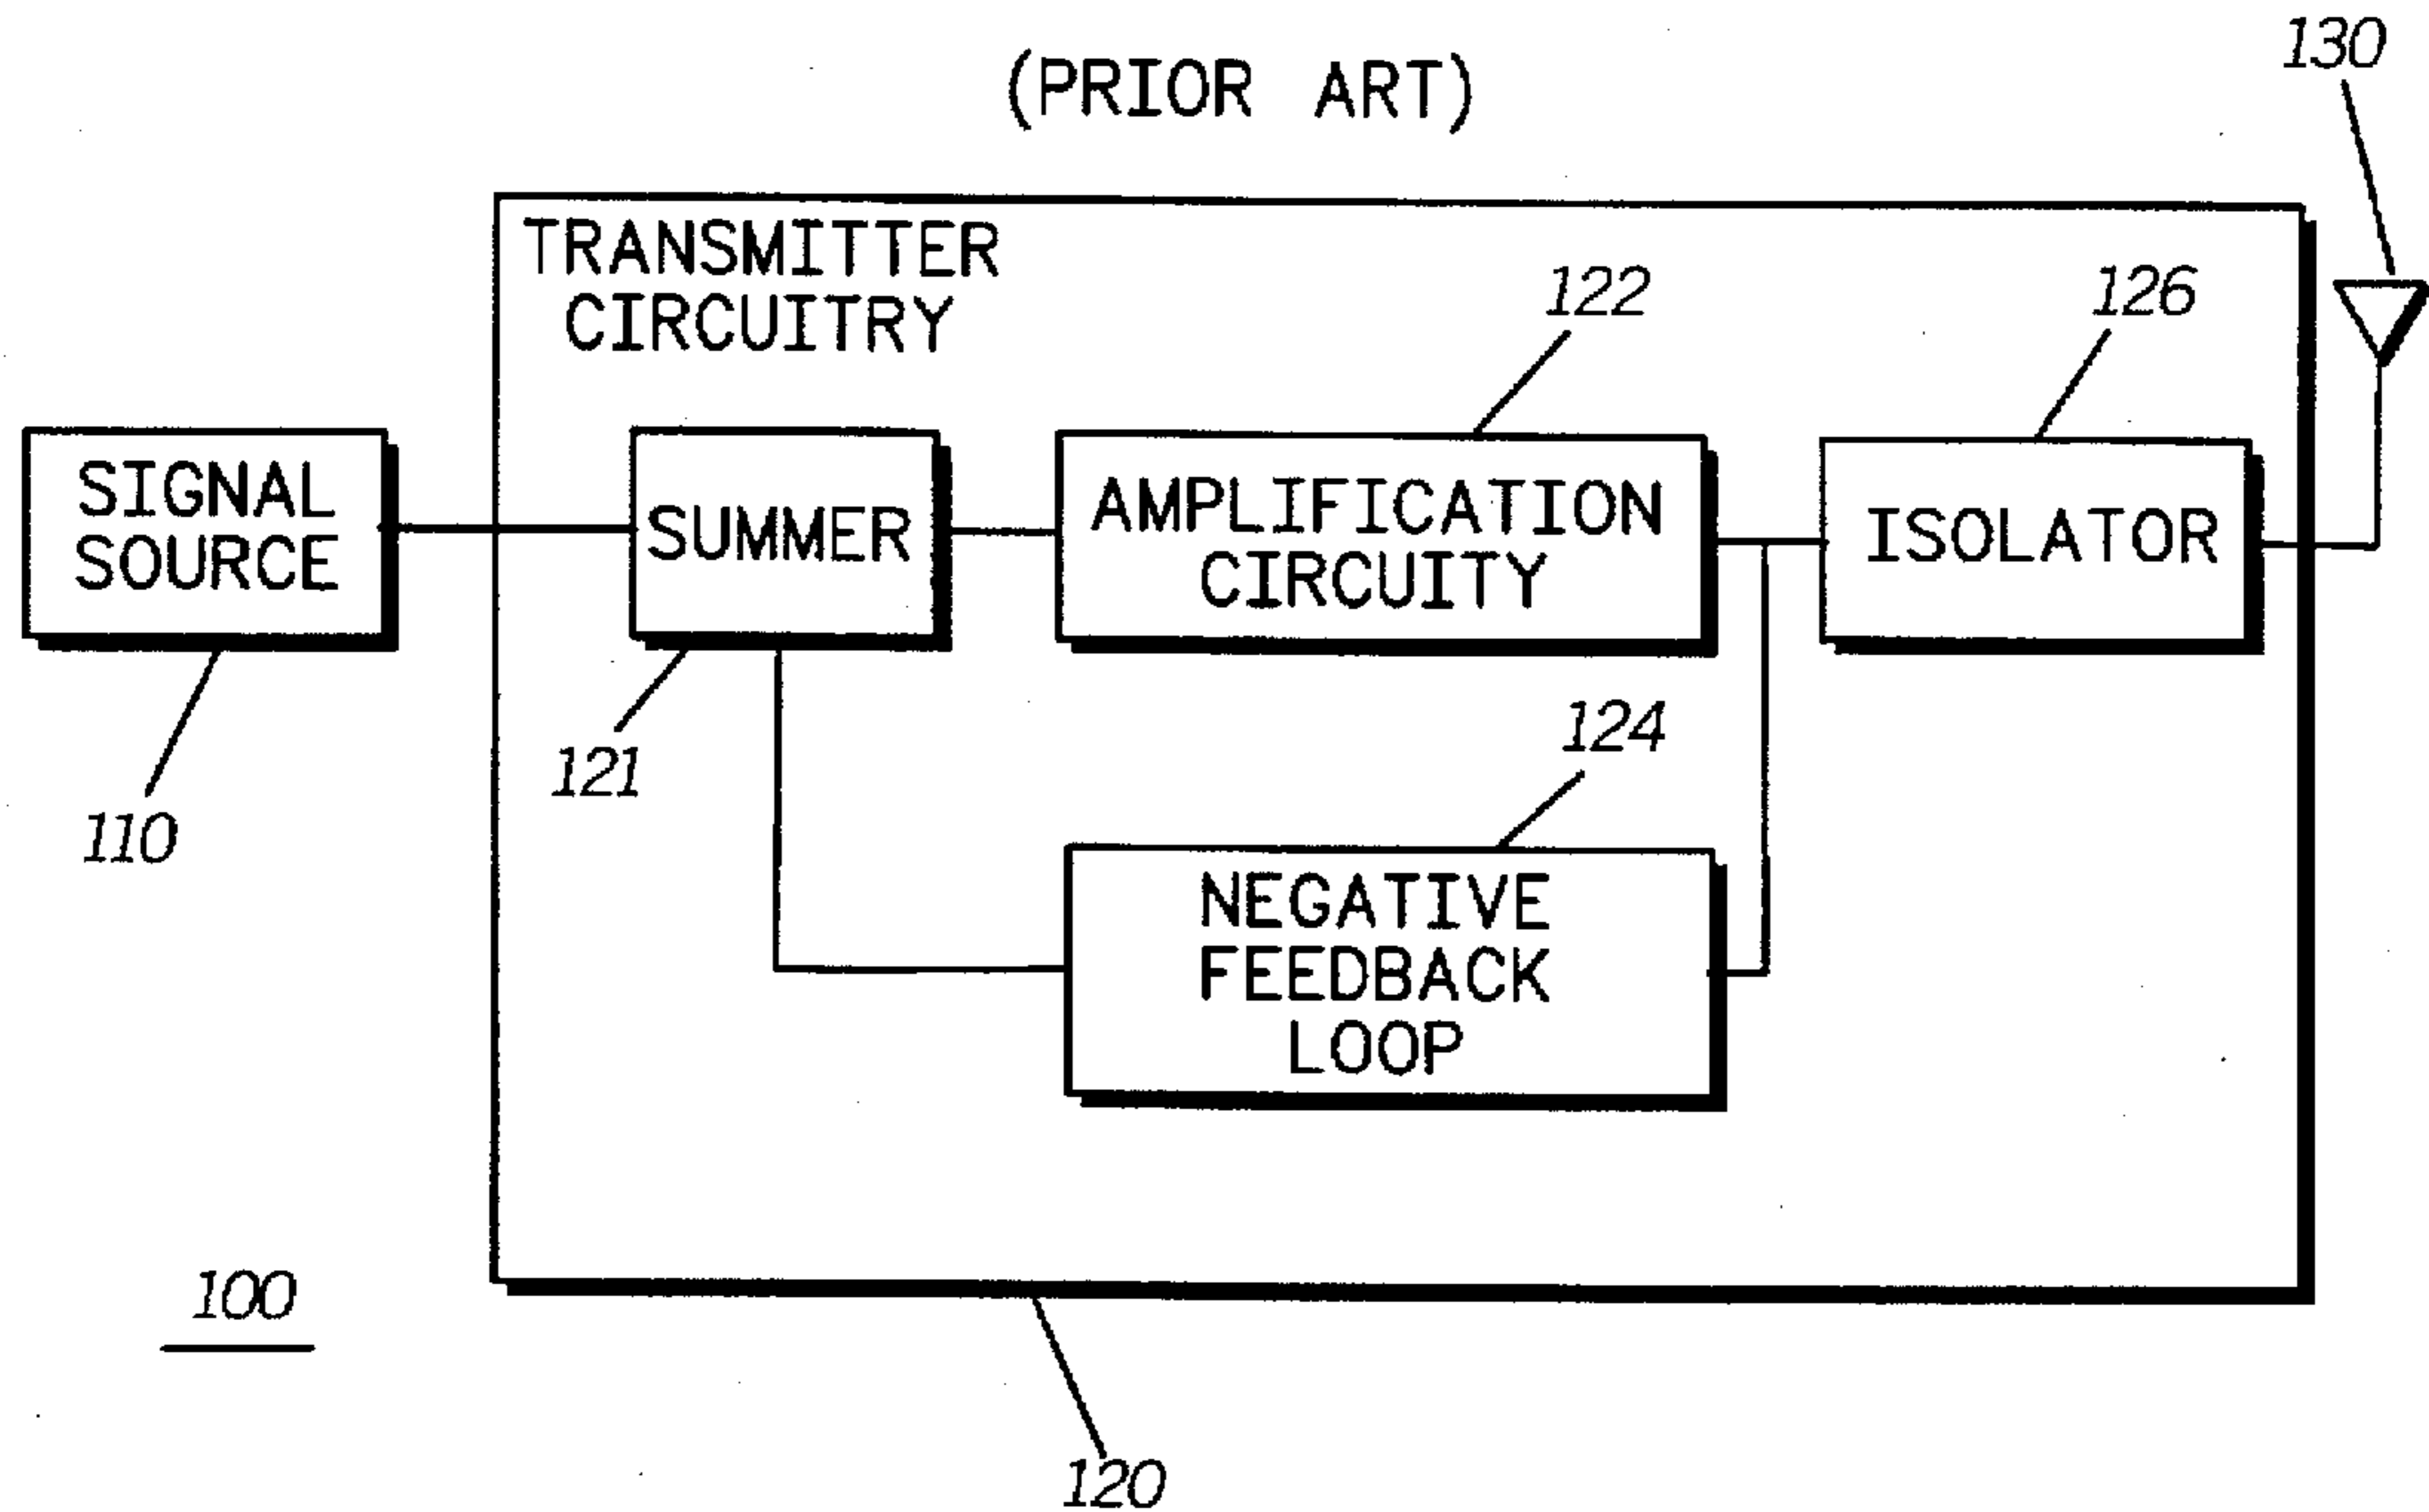 (PRIOR ART)
130
TRANSMITTER
CIRCUITRY
122
126
SIGNAL
SOURCE
SUMMER
AMPLIFICATION
CIRCUITY
ISOLATOR
121
124
110
NEGATIVE
FEEDBACK
LOOP
100
120